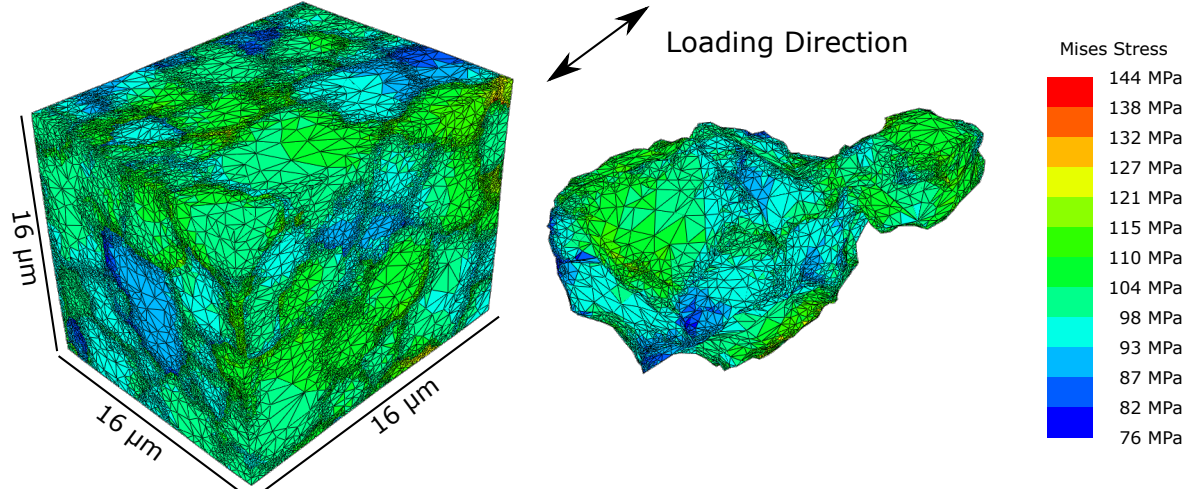 Loading Direction
Mises Stress
144 MPa
138 MPa
132 MPa
127 MPa
121 MPa
115 MPa
110 MPa
104 MPa
98 MPa
93 MPa
87 MPa
82 MPa
76 MPa
16 µm
16 µm
16 µm